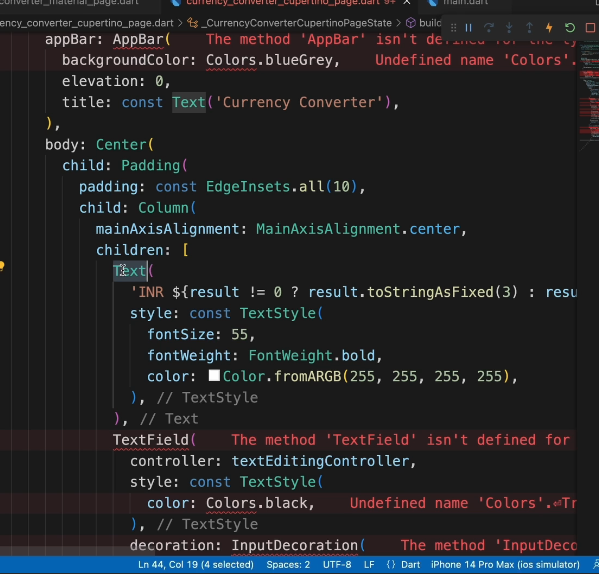 converter_material_page.dart currency_converter_cupertino_page.dart 9+ main.dart
ency_converter_cupertino_page.dart > _CurrencyConverterCupertinoPageState > build
appBar: AppBar( The method 'AppBar' isn't defined for the ty
backgroundColor: Colors.blueGrey, Undefined name 'Colors'.
elevation: 0,
title: const Text('Currency Converter'),
),
body: Center(
child: Padding(
padding: const EdgeInsets.all(10),
child: Column(
mainAxisAlignment: MainAxisAlignment.center,
children: [
Text(
'INR ${result != 0 ? result.toStringAsFixed(3) : resu
style: const TextStyle(
fontSize: 55,
fontWeight: FontWeight.bold,
color: Color.fromARGB(255, 255, 255, 255),
), // TextStyle
), // Text
TextField( The method 'TextField' isn't defined for
controller: textEditingController,
style: const TextStyle(
color: Colors.black, Undefined name 'Colors'.⏎Tr
), // TextStyle
decoration: InputDecoration( The method 'InputDeco
Ln 44, Col 19 (4 selected) Spaces: 2 UTF-8 LF {} Dart iPhone 14 Pro Max (ios simulator)